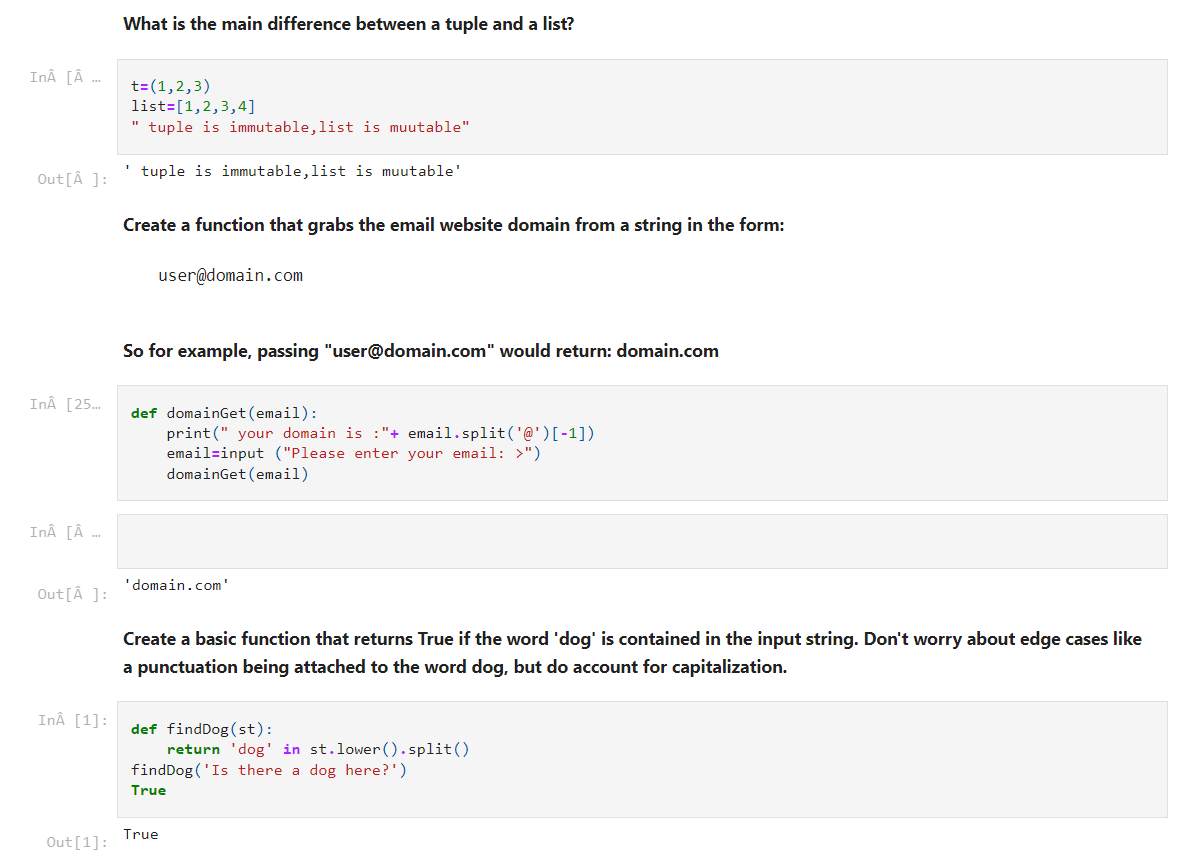 What is the main difference between a tuple and a list?
InÂ [Â …
t=(1,2,3)
list=[1,2,3,4]
" tuple is immutable,list is muutable"
Out[Â ]:
' tuple is immutable,list is muutable'
Create a function that grabs the email website domain from a string in the form:
user@domain.com
So for example, passing "user@domain.com" would return: domain.com
InÂ [25…
def domainGet(email):
    print(" your domain is :"+ email.split('@')[-1])
    email=input ("Please enter your email: >")
    domainGet(email)
InÂ [Â …
Out[Â ]:
'domain.com'
Create a basic function that returns True if the word 'dog' is contained in the input string. Don't worry about edge cases like
a punctuation being attached to the word dog, but do account for capitalization.
InÂ [1]:
def findDog(st):
    return 'dog' in st.lower().split()
findDog('Is there a dog here?')
True
Out[1]:
True